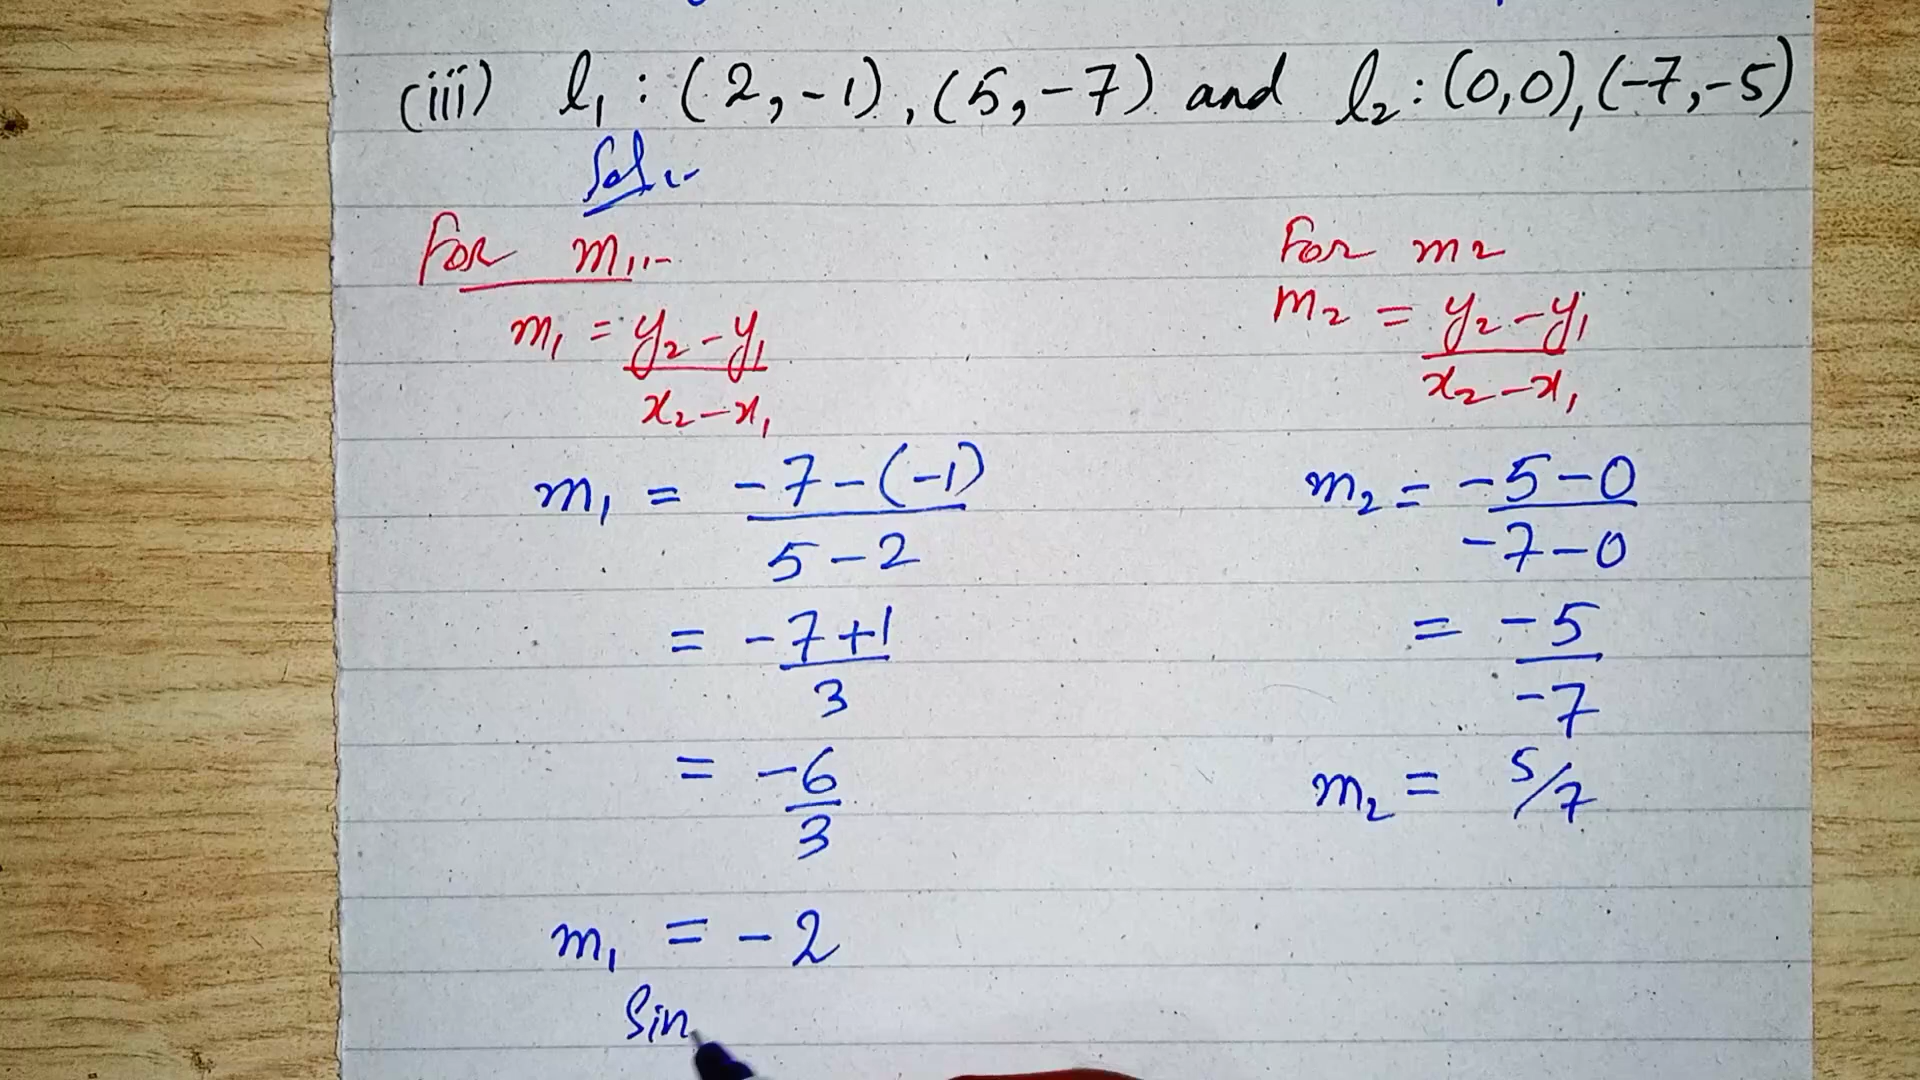 (iii) l₁ : (2,-1), (5,-7) and l₂ : (0,0), (-7,-5)
Sol:-
For m₁:-
m₁ = y₂-y₁
x₂-x₁
m₁ = -7-(-1)
5-2
= -7+1
3
= -6
3
m₁ = -2
Sin
For m₂
m₂ = y₂-y₁
x₂-x₁
m₂ = -5-0
-7-0
= -5
-7
m₂ = 5/7